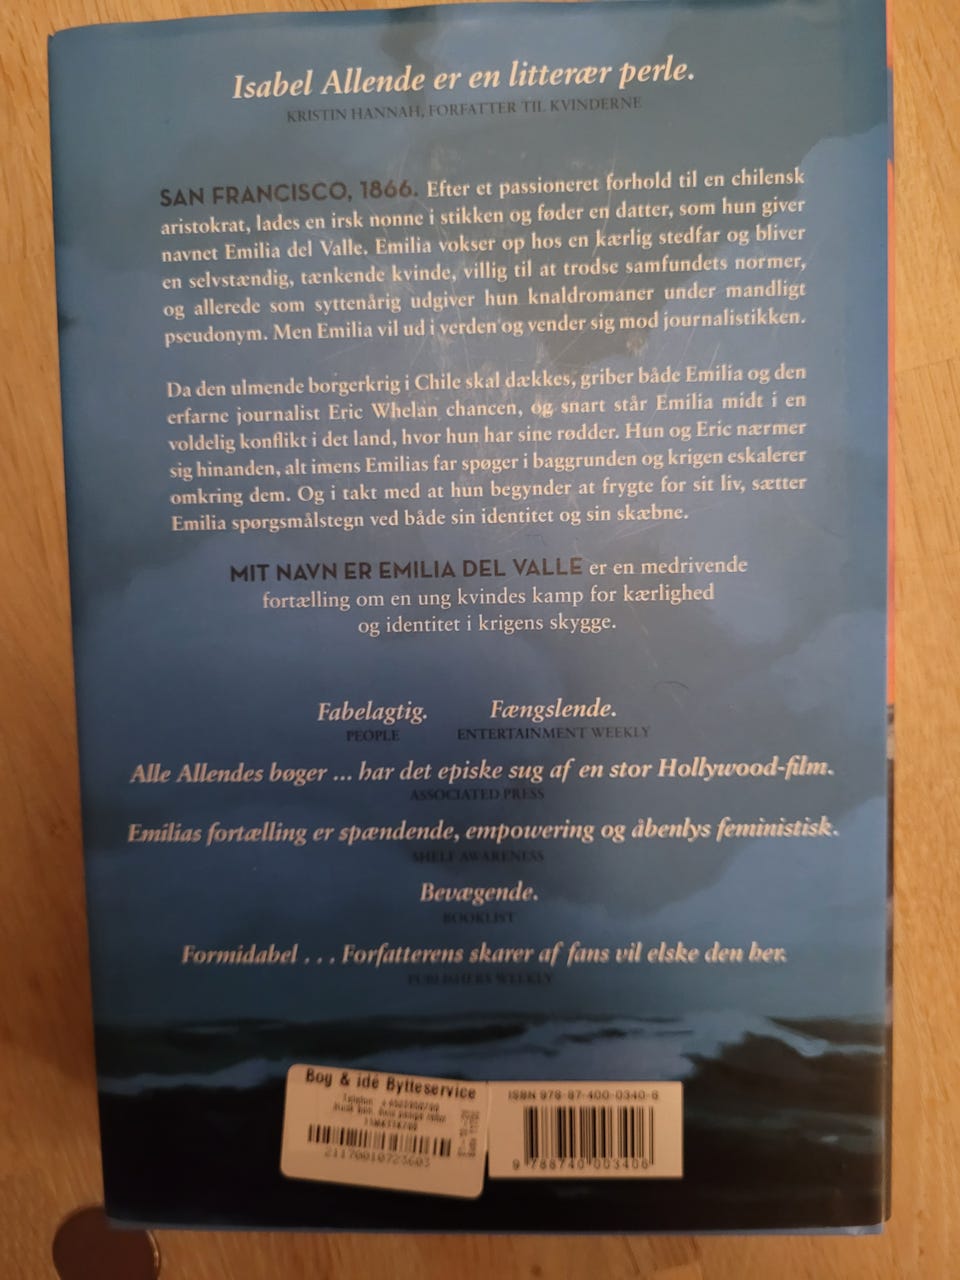 Isabel Allende er en litterær perle.
KRISTIN HANNAH, FORFATTER TIL KVINDERNE
SAN FRANCISCO, 1866. Efter et passioneret forhold til en chilensk
aristokrat, lades en irsk nonne i stikken og føder en datter, som hun giver
navnet Emilia del Valle. Emilia vokser op hos en kærlig stedfar og bliver
en selvstændig, tænkende kvinde, villig til at trodse samfundets normer,
og allerede som syttenårig udgiver hun knaldromaner under mandligt
pseudonym. Men Emilia vil ud i verden og vender sig mod journalistikken.
Da den ulmende borgerkrig i Chile skal dækkes, griber både Emilia og den
erfarne journalist Eric Whelan chancen, og snart står Emilia midt i en
voldelig konflikt i det land, hvor hun har sine rødder. Hun og Eric nærmer
sig hinanden, alt imens Emilias far spøger i baggrunden og krigen eskalerer
omkring dem. Og i takt med at hun begynder at frygte for sit liv, sætter
Emilia spørgsmålstegn ved både sin identitet og sin skæbne.
MIT NAVN ER EMILIA DEL VALLE er en medrivende
fortælling om en ung kvindes kamp for kærlighed
og identitet i krigens skygge.
Fabelagtig. Fængslende.
PEOPLE ENTERTAINMENT WEEKLY
Alle Allendes bøger ... har det episke sug af en stor Hollywood-film.
ASSOCIATED PRESS
Emilias fortælling er spændende, empowering og åbenlys feministisk.
SHELF AWARENESS
Bevægende.
BOOKLIST
Formidabel . . . Forfatterens skarer af fans vil elske den her.
PUBLISHERS WEEKLY
Bog & idé Bytteservice
Telefon
21170010723603
ISBN 978-87-400-0340-6
9 788740 003406